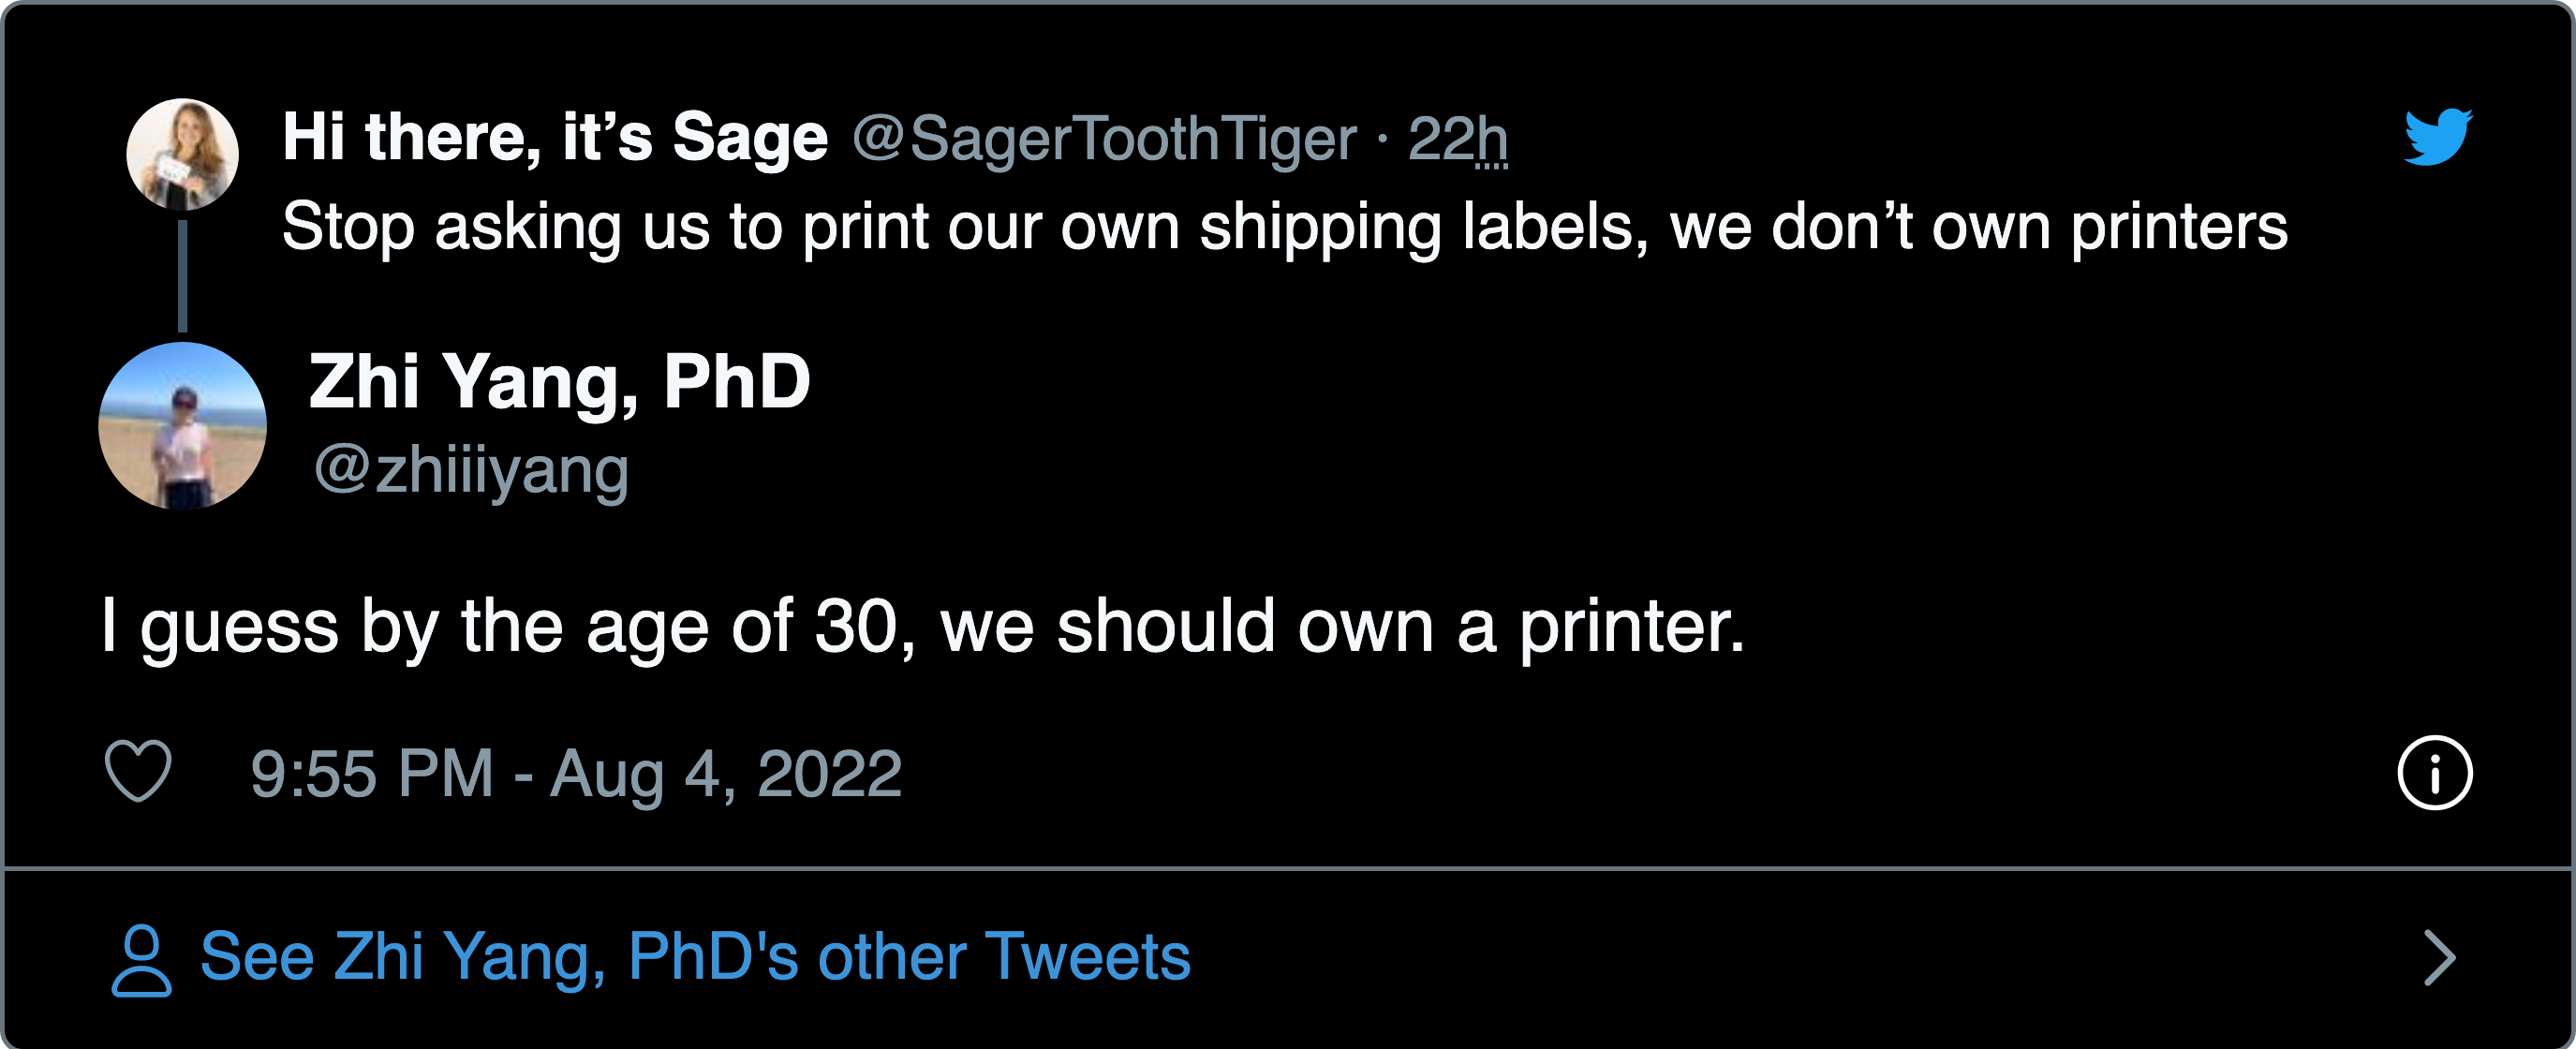 Hi there, it’s Sage @SagerToothTiger · 22h
Stop asking us to print our own shipping labels, we don’t own printers
Zhi Yang, PhD
@zhiiiyang
I guess by the age of 30, we should own a printer.
9:55 PM - Aug 4, 2022
See Zhi Yang, PhD's other Tweets